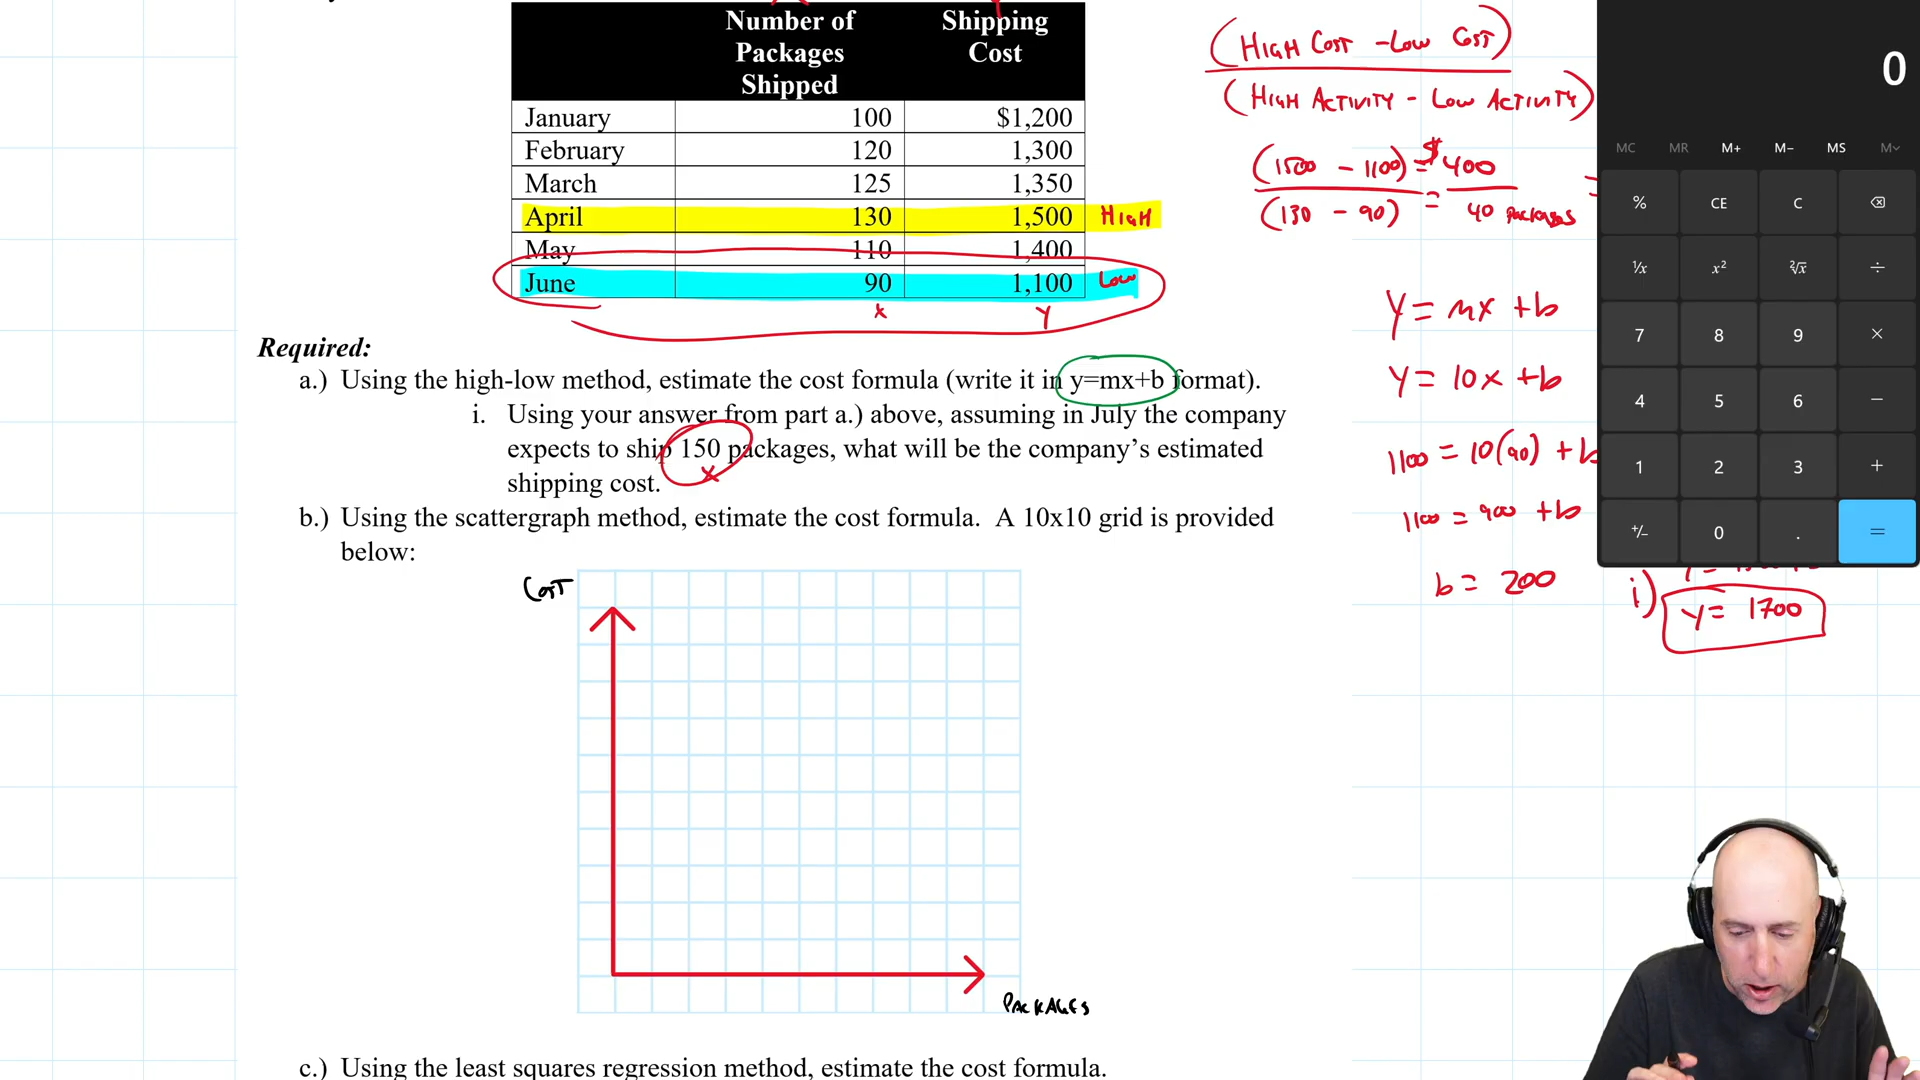 Number of Packages Shipped
Shipping Cost
January 100 $1,200
February 120 1,300
March 125 1,350
April 130 1,500 HIGH
May 110 1,400
June 90 1,100 LOW
x y
Required:
a.) Using the high-low method, estimate the cost formula (write it in y=mx+b format).
i. Using your answer from part a.) above, assuming in July the company
expects to ship 150 packages, what will be the company's estimated
shipping cost.
x
b.) Using the scattergraph method, estimate the cost formula. A 10x10 grid is provided
below:
COST
PACKAGES
c.) Using the least squares regression method, estimate the cost formula.
(HIGH COST - LOW COST)
(HIGH ACTIVITY - LOW ACTIVITY)
(1500 - 1100) = $400
(130 - 90) = 40 PACKAGES =
Y = mx + b
Y = 10x + b
1100 = 10(90) + b
1100 = 900 + b
b = 200
i) y = 1700
0
MC MR M+ M− MS M
% CE C
⅟x x² ²√x ÷
7 8 9 ×
4 5 6 −
1 2 3 +
+/− 0 . =